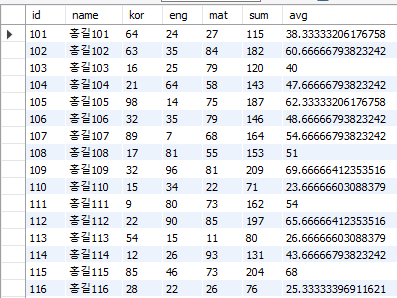 id name kor eng mat sum avg
101 홍길101 64 24 27 115 38.33333206176758
102 홍길102 63 35 84 182 60.66666793823242
103 홍길103 16 25 79 120 40
104 홍길104 21 64 58 143 47.66666793823242
105 홍길105 98 14 75 187 62.33333206176758
106 홍길106 32 35 79 146 48.66666793823242
107 홍길107 89 7 68 164 54.66666793823242
108 홍길108 17 81 55 153 51
109 홍길109 32 96 81 209 69.66666412353516
110 홍길110 15 34 22 71 23.66666603088379
111 홍길111 9 80 73 162 54
112 홍길112 22 90 85 197 65.66666412353516
113 홍길113 54 15 11 80 26.66666603088379
114 홍길114 12 26 93 131 43.66666793823242
115 홍길115 85 46 73 204 68
116 홍길116 28 22 26 76 25.33333396911621